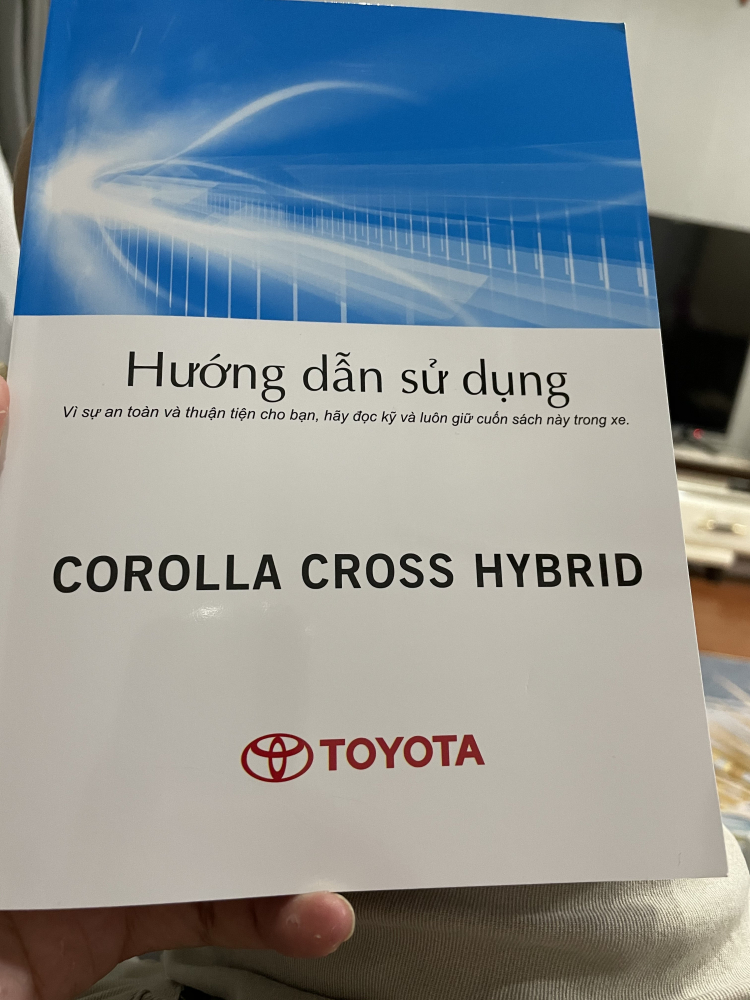 Hướng dẫn sử dụng
Vì sự an toàn và thuận tiện cho bạn, hãy đọc kỹ và luôn giữ cuốn sách này trong xe.
COROLLA CROSS HYBRID
TOYOTA